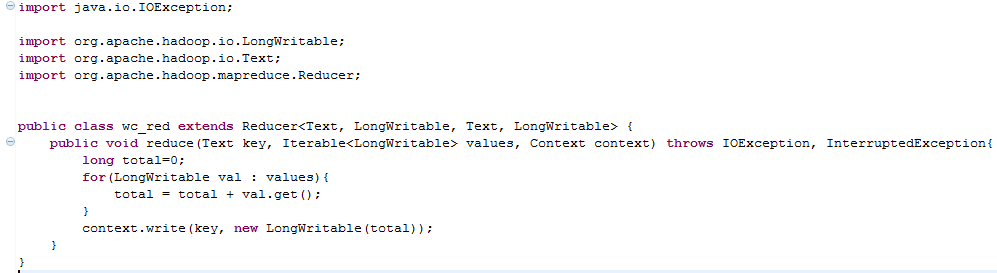 import java.io.IOException;
import org.apache.hadoop.io.LongWritable;
import org.apache.hadoop.io.Text;
import org.apache.hadoop.mapreduce.Reducer;
public class wc_red extends Reducer<Text, LongWritable, Text, LongWritable> {
    public void reduce(Text key, Iterable<LongWritable> values, Context context) throws IOException, InterruptedException{
        long total=0;
        for(LongWritable val : values){
            total = total + val.get();
        }
        context.write(key, new LongWritable(total));
    }
}